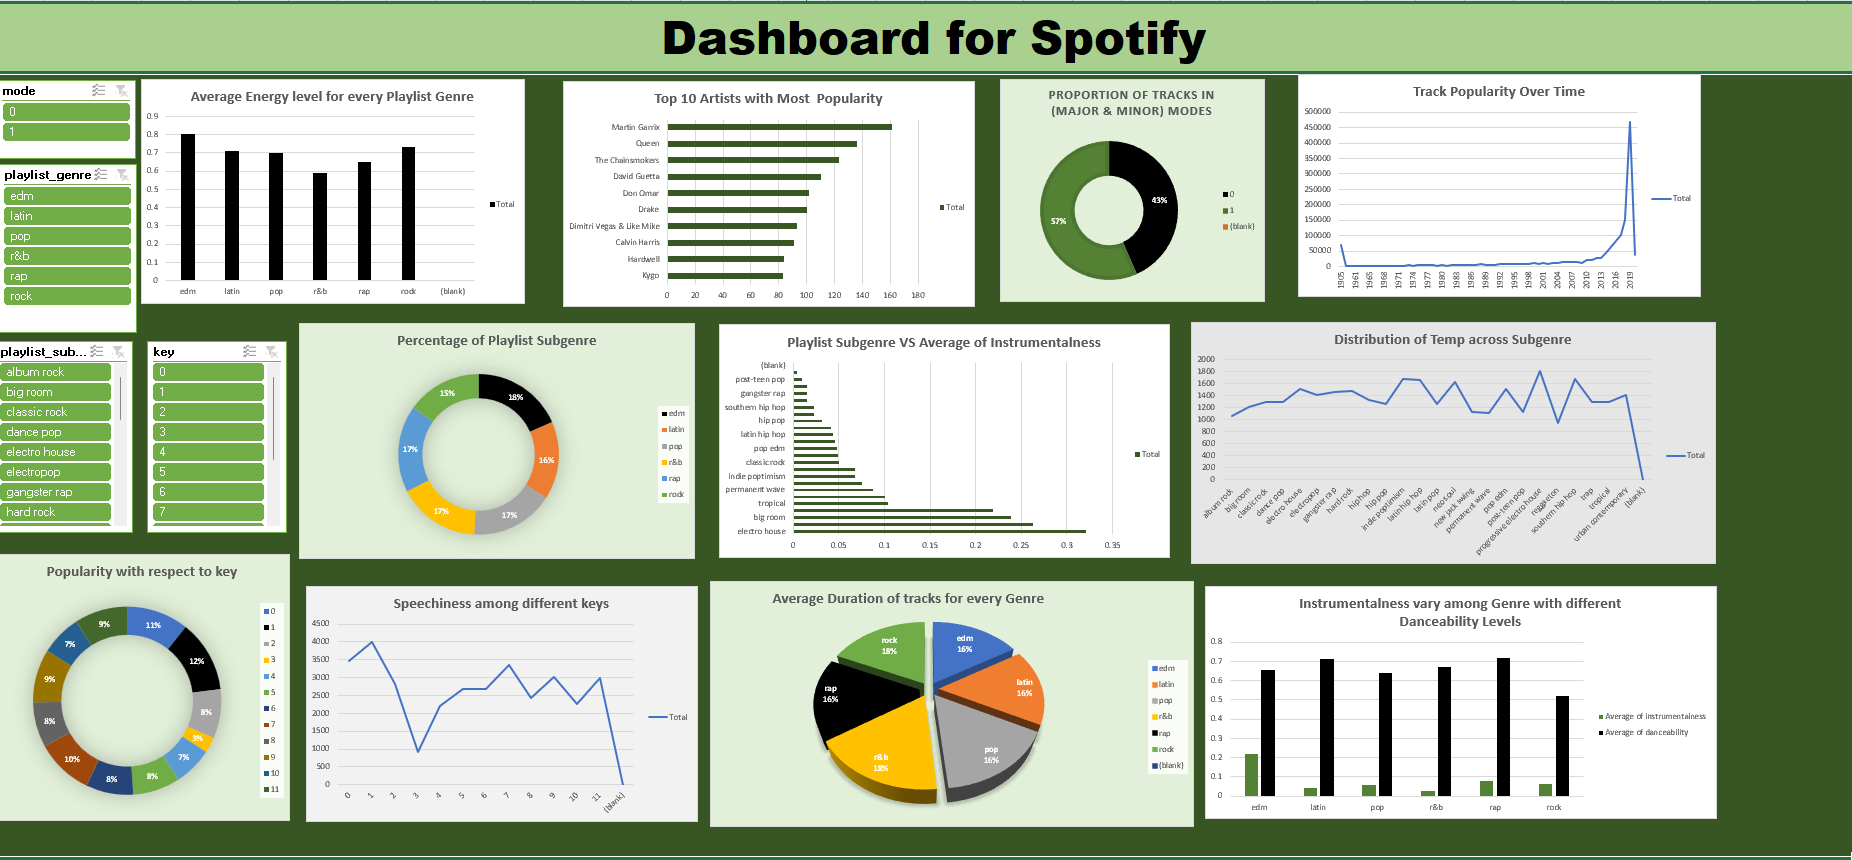 Dashboard for Spotify
mode
0
1
playlist_genre
edm
latin
pop
r&b
rap
rock
Average Energy level for every Playlist Genre
0.9
0.8
0.7
0.6
0.5
0.4
0.3
0.2
0.1
0
edm latin pop r&b rap rock (blank)
Total
Top 10 Artists with Most Popularity
Martin Garrix
Queen
The Chainsmokers
David Guetta
Don Omar
Drake
Dimitri Vegas & Like Mike
Calvin Harris
Hardwell
Kygo
0 20 40 60 80 100 120 140 160 180
Total
PROPORTION OF TRACKS IN
(MAJOR & MINOR) MODES
43%
57%
0
1
(blank)
Track Popularity Over Time
500000
450000
400000
350000
300000
250000
200000
150000
100000
50000
0
1905 1961 1965 1968 1971 1974 1977 1980 1983 1986 1989 1992 1995 1998 2001 2004 2007 2010 2013 2016 2019
Total
playlist_sub...
album rock
big room
classic rock
dance pop
electro house
electropop
gangster rap
hard rock
key
0
1
2
3
4
5
6
7
Percentage of Playlist Subgenre
18%
16%
17%
17%
17%
15%
edm
latin
pop
r&b
rap
rock
Playlist Subgenre VS Average of Instrumentalness
(blank)
post-teen pop
gangster rap
southern hip hop
hip pop
latin hip hop
pop edm
classic rock
indie poptimism
permanent wave
tropical
big room
electro house
0 0.05 0.1 0.15 0.2 0.25 0.3 0.35
Total
Distribution of Temp across Subgenre
2000
1800
1600
1400
1200
1000
800
600
400
200
0
album rock
big room
classic rock
dance pop
electro house
electropop
gangster rap
hard rock
hip hop
hip pop
indie poptimism
latin hip hop
latin pop
neo soul
new jack swing
permanent wave
pop edm
post-teen pop
progressive electro house
reggaeton
southern hip hop
trap
tropical
urban contemporary
(blank)
Total
Popularity with respect to key
11%
12%
8%
3%
7%
8%
8%
10%
8%
9%
7%
9%
0
1
2
3
4
5
6
7
8
9
10
11
Speechiness among different keys
4500
4000
3500
3000
2500
2000
1500
1000
500
0
0 1 2 3 4 5 6 7 8 9 10 11 (blank)
Total
Average Duration of tracks for every Genre
edm
16%
latin
16%
pop
16%
r&b
18%
rap
16%
rock
18%
edm
latin
pop
r&b
rap
rock
(blank)
Instrumentalness vary among Genre with different
Danceability Levels
0.8
0.7
0.6
0.5
0.4
0.3
0.2
0.1
0
edm latin pop r&b rap rock
Average of instrumentalness
Average of danceability